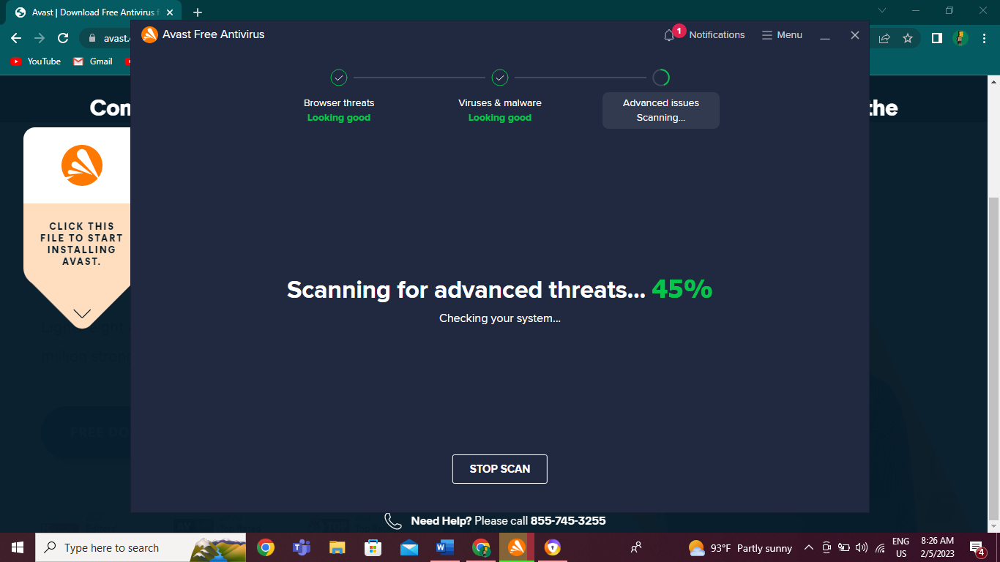 Avast | Download Free Antivirus f
avast.
YouTube
Gmail
Avast Free Antivirus
1
Notifications
Menu
Browser threats
Looking good
Viruses & malware
Looking good
Advanced issues
Scanning...
Con
the
CLICK THIS
FILE TO START
INSTALLING
AVAST.
Scanning for advanced threats... 45%
Checking your system...
FREE DO
STOP SCAN
Need Help? Please call 855-745-3255
Type here to search
93°F Partly sunny
ENG
US
8:26 AM
2/5/2023
4